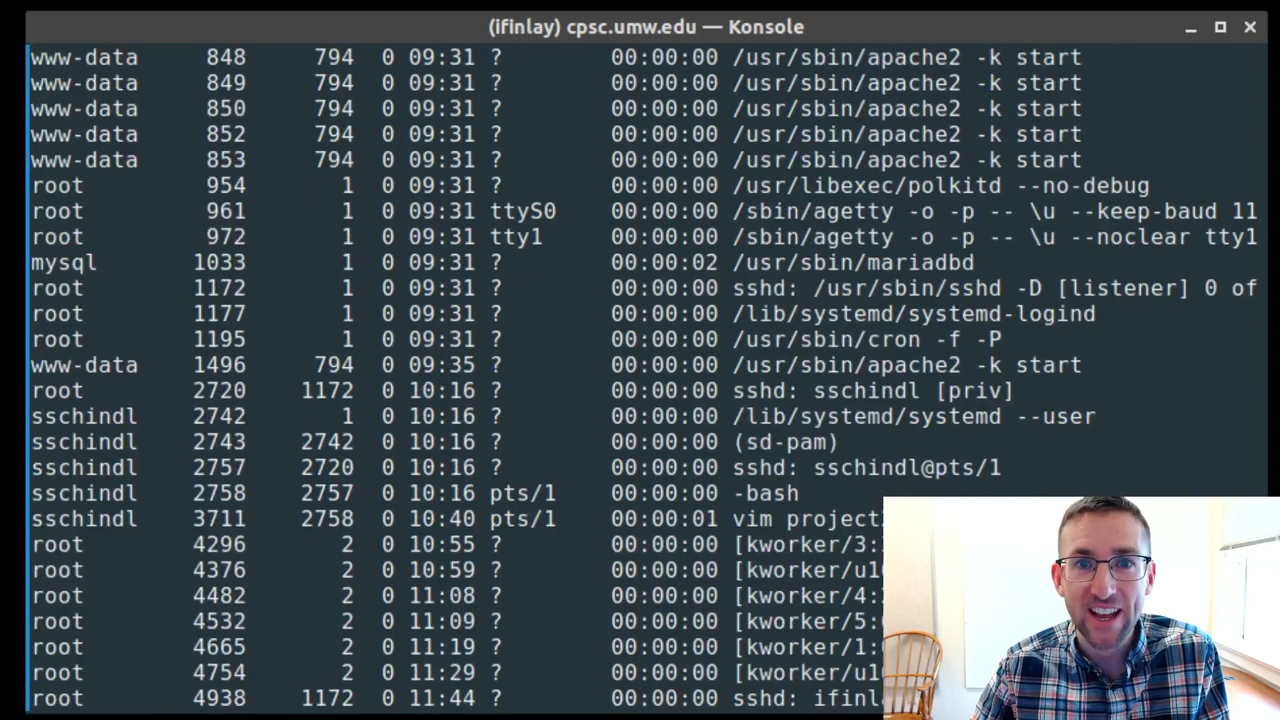 (ifinlay) cpsc.umw.edu — Konsole
www-data 848 794 0 09:31 ? 00:00:00 /usr/sbin/apache2 -k start
www-data 849 794 0 09:31 ? 00:00:00 /usr/sbin/apache2 -k start
www-data 850 794 0 09:31 ? 00:00:00 /usr/sbin/apache2 -k start
www-data 852 794 0 09:31 ? 00:00:00 /usr/sbin/apache2 -k start
www-data 853 794 0 09:31 ? 00:00:00 /usr/sbin/apache2 -k start
root 954 1 0 09:31 ? 00:00:00 /usr/libexec/polkitd --no-debug
root 961 1 0 09:31 ttyS0 00:00:00 /sbin/agetty -o -p -- \u --keep-baud 11
root 972 1 0 09:31 tty1 00:00:00 /sbin/agetty -o -p -- \u --noclear tty1
mysql 1033 1 0 09:31 ? 00:00:02 /usr/sbin/mariadbd
root 1172 1 0 09:31 ? 00:00:00 sshd: /usr/sbin/sshd -D [listener] 0 of
root 1177 1 0 09:31 ? 00:00:00 /lib/systemd/systemd-logind
root 1195 1 0 09:31 ? 00:00:00 /usr/sbin/cron -f -P
www-data 1496 794 0 09:35 ? 00:00:00 /usr/sbin/apache2 -k start
root 2720 1172 0 10:16 ? 00:00:00 sshd: sschindl [priv]
sschindl 2742 1 0 10:16 ? 00:00:00 /lib/systemd/systemd --user
sschindl 2743 2742 0 10:16 ? 00:00:00 (sd-pam)
sschindl 2757 2720 0 10:16 ? 00:00:00 sshd: sschindl@pts/1
sschindl 2758 2757 0 10:16 pts/1 00:00:00 -bash
sschindl 3711 2758 0 10:40 pts/1 00:00:01 vim project
root 4296 2 0 10:55 ? 00:00:00 [kworker/3:
root 4376 2 0 10:59 ? 00:00:00 [kworker/u1
root 4482 2 0 11:08 ? 00:00:00 [kworker/4:
root 4532 2 0 11:09 ? 00:00:00 [kworker/5:
root 4665 2 0 11:19 ? 00:00:00 [kworker/1:
root 4754 2 0 11:29 ? 00:00:00 [kworker/u1
root 4938 1172 0 11:44 ? 00:00:00 sshd: ifinl